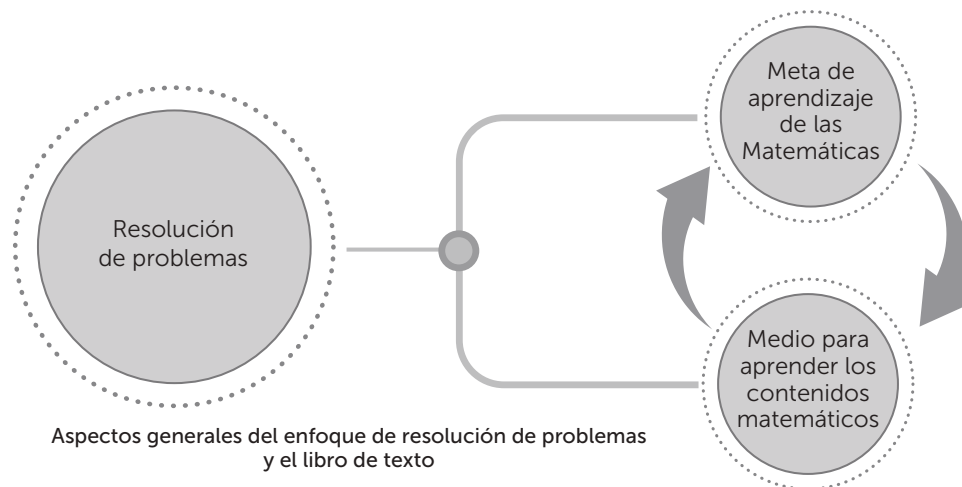 Resolución
de problemas
Meta de
aprendizaje
de las
Matemáticas
Medio para
aprender los
contenidos
matemáticos
Aspectos generales del enfoque de resolución de problemas
y el libro de texto